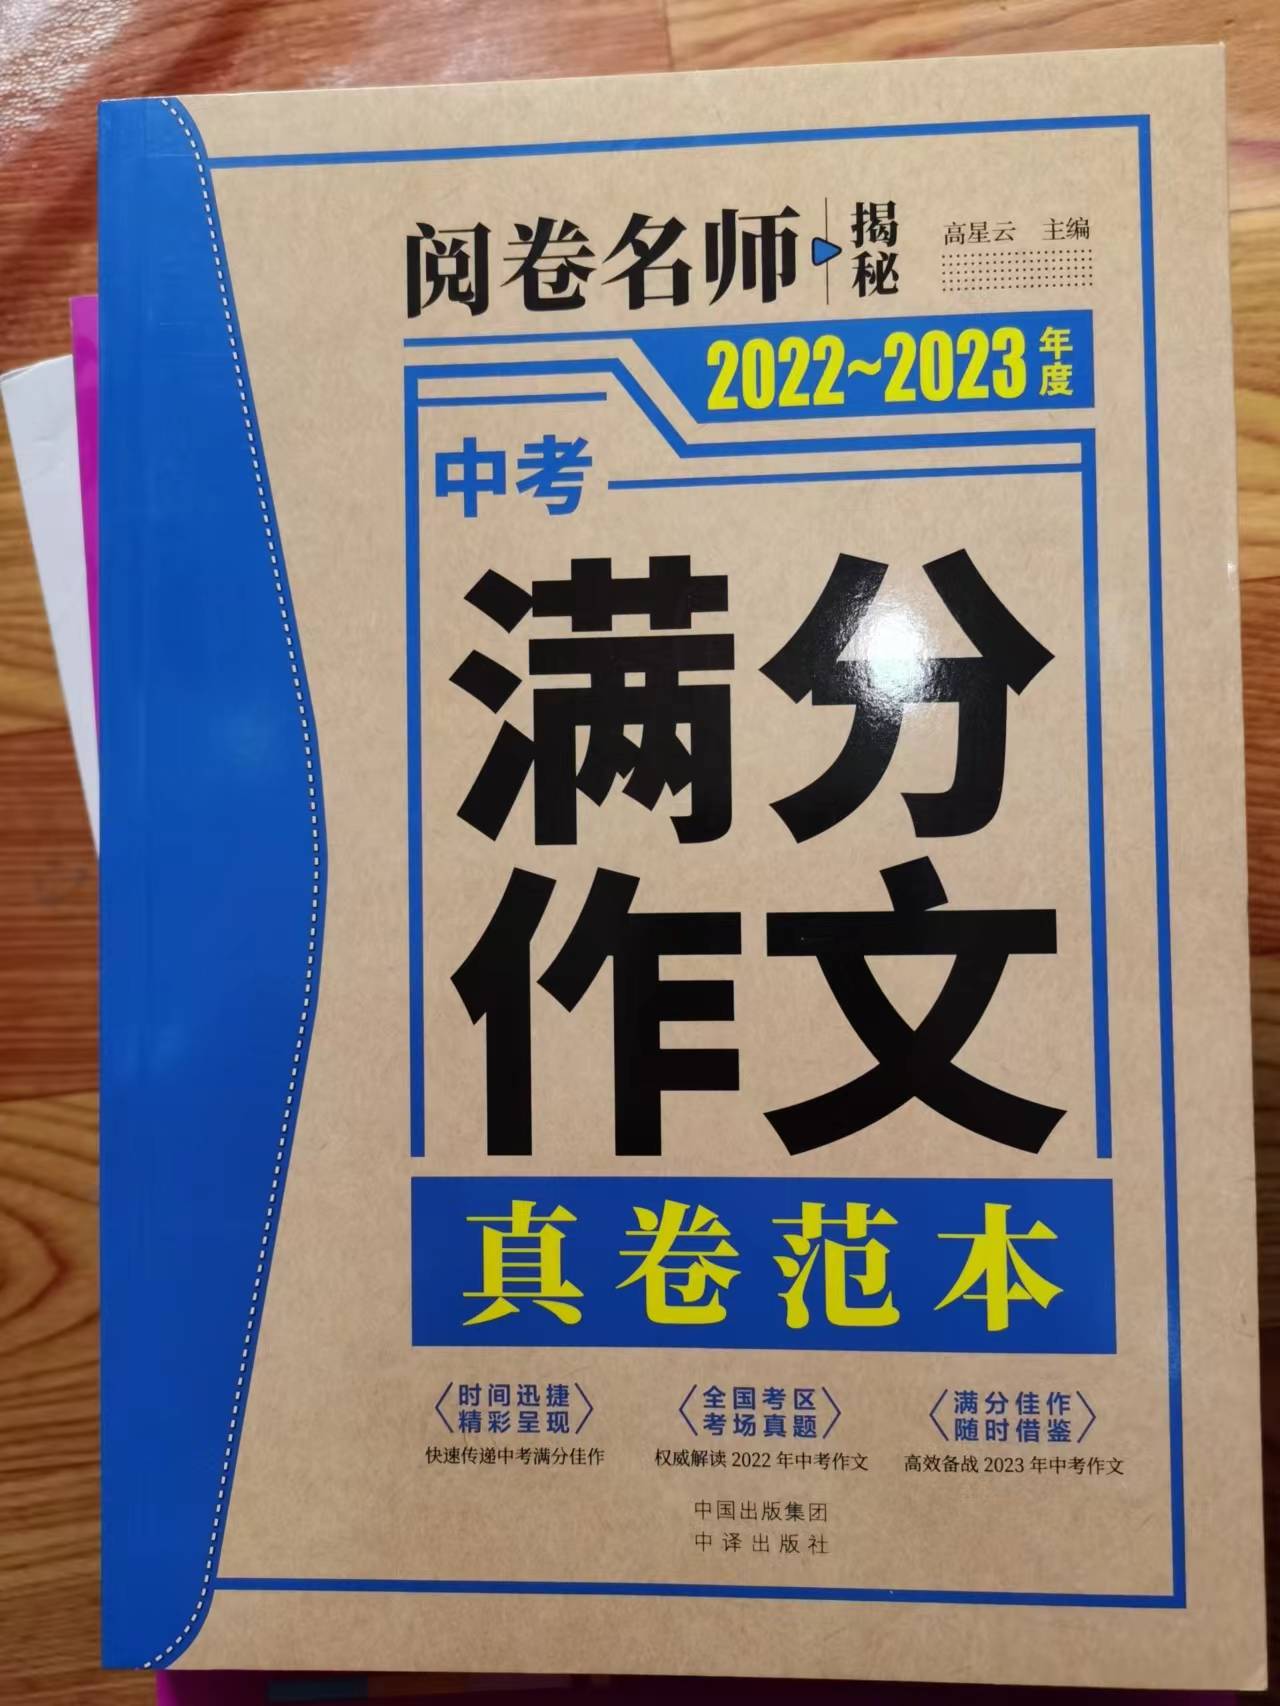 阅卷名师
揭秘
高星云 主编
2022~2023年度
中考
满分
作文
真卷范本
时间迅捷
精彩呈现
快速传递中考满分佳作
全国考区
考场真题
权威解读2022年中考作文
满分佳作
随时借鉴
高效备战2023年中考作文
中国出版集团
中译出版社